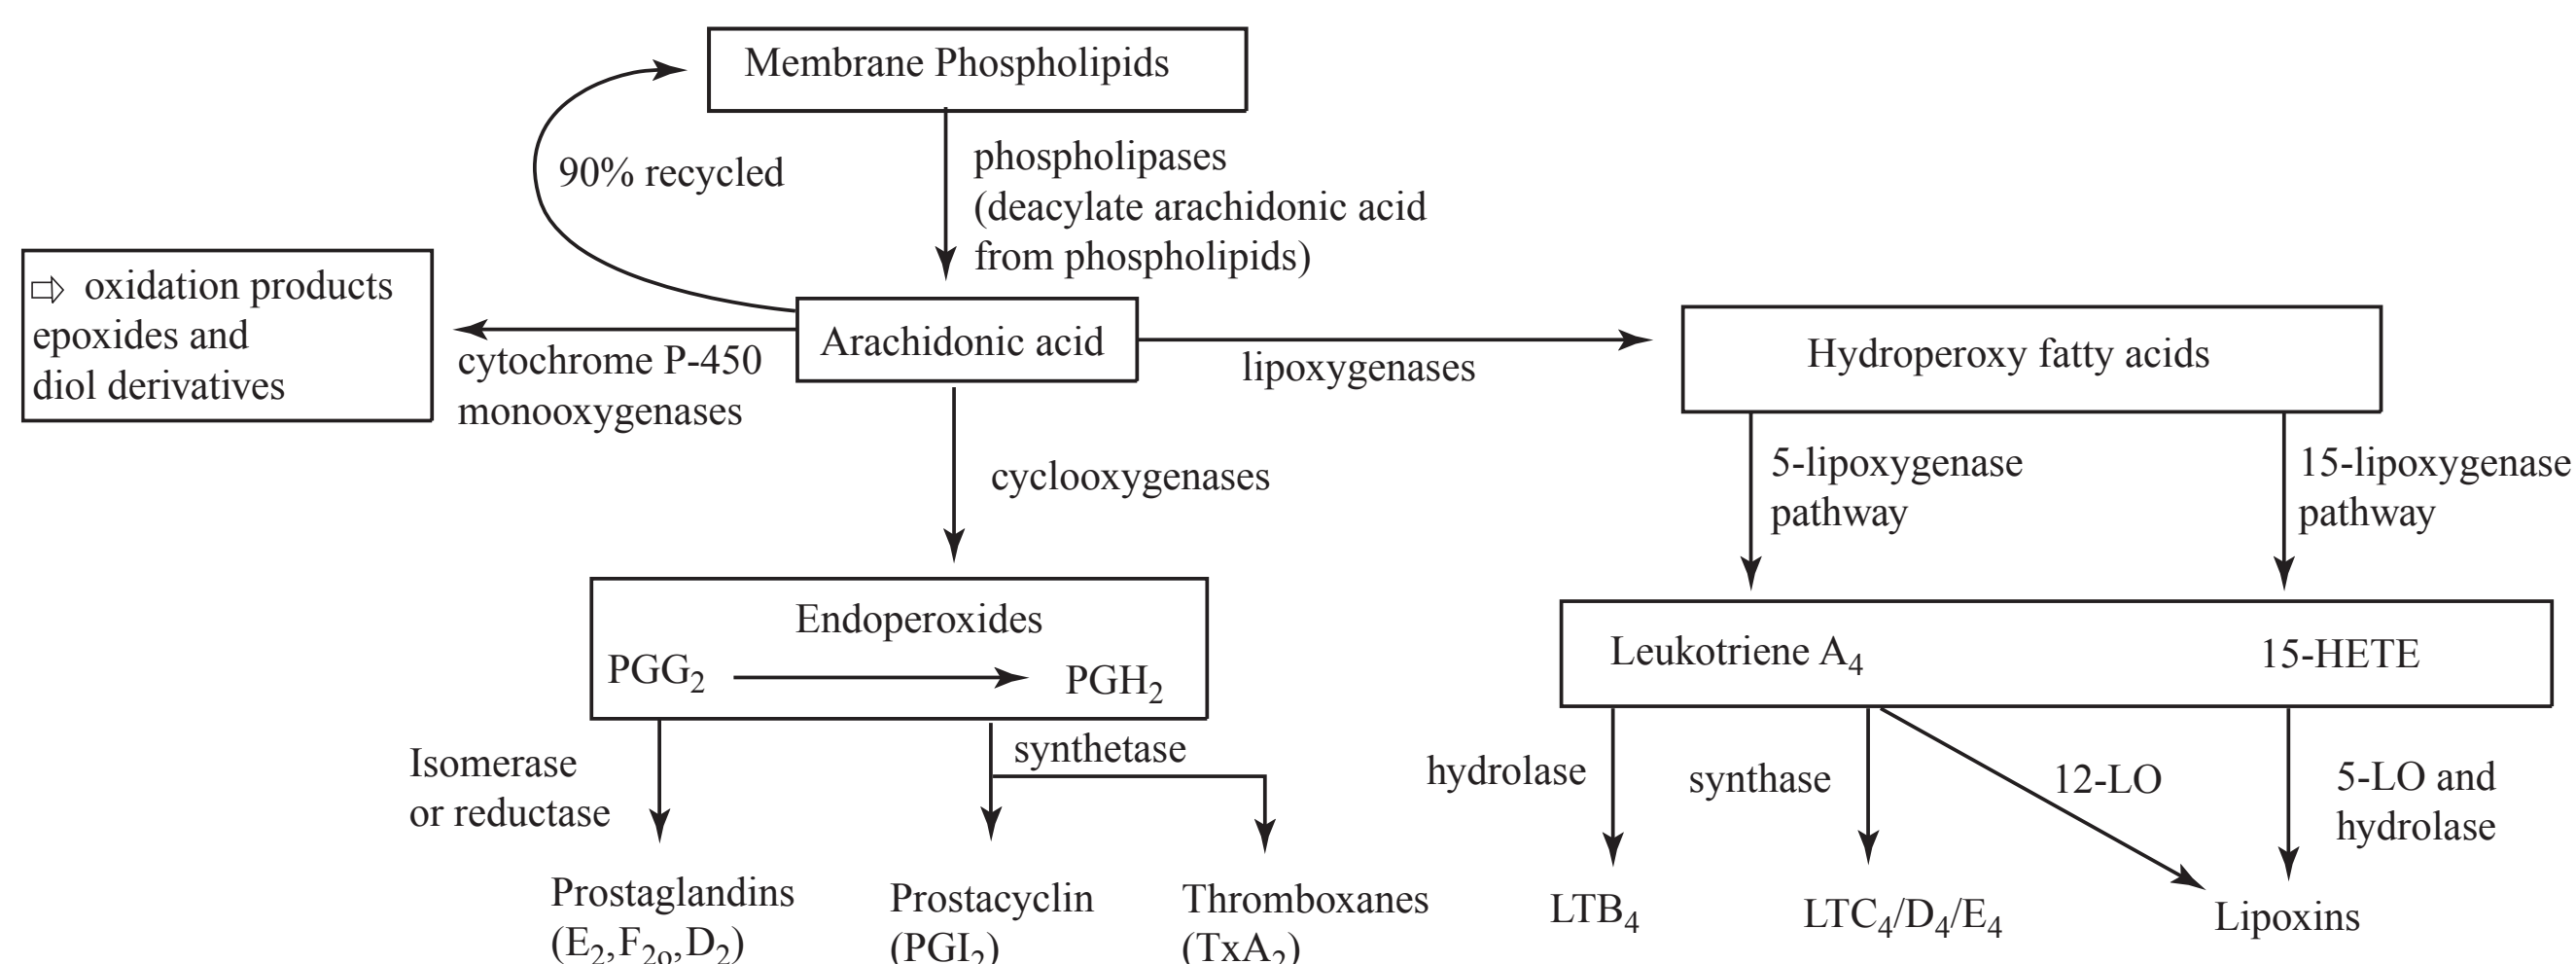 Membrane Phospholipids
90% recycled
phospholipases
(deacylate arachidonic acid
from phospholipids)
⇨ oxidation products
epoxides and
diol derivatives
cytochrome P-450
monooxygenases
Arachidonic acid
lipoxygenases
Hydroperoxy fatty acids
cyclooxygenases
5-lipoxygenase
pathway
15-lipoxygenase
pathway
Endoperoxides
PGG₂
PGH₂
Leukotriene A₄
15-HETE
Isomerase
or reductase
synthetase
hydrolase
synthase
12-LO
5-LO and
hydrolase
Prostaglandins
(E₂,F₂ₒ,D₂)
Prostacyclin
(PGI₂)
Thromboxanes
(TxA₂)
LTB₄
LTC₄/D₄/E₄
Lipoxins